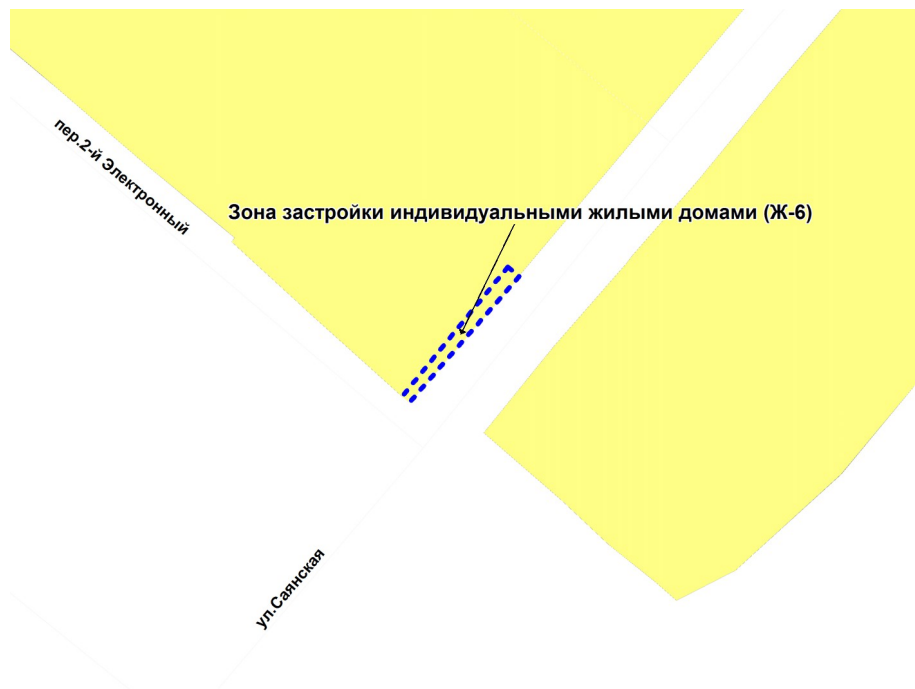 пер.2-й Электронный
Зона застройки индивидуальными жилыми домами (Ж-6)
ул.Саянская